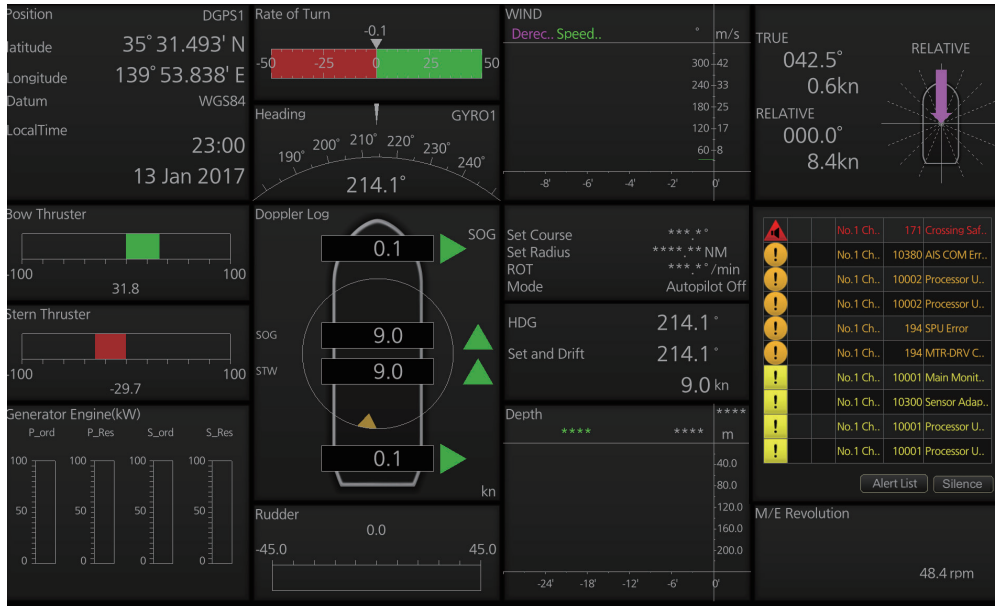 Position DGPS1
latitude 35° 31.493' N
Longitude 139° 53.838' E
Datum WGS84
LocalTime
23:00
13 Jan 2017
Rate of Turn
-0.1
-50 -25 0 25 50
Heading GYRO1
190° 200° 210° 220° 230° 240°
214.1°
WIND
Derec.. Speed.. ° m/s
300 42
240 33
180 25
120 17
60 8
-8' -6' -4' -2' 0'
TRUE
042.5°
0.6kn
RELATIVE
000.0°
8.4kn
RELATIVE
Bow Thruster
-100 100
31.8
Stern Thruster
-100 100
-29.7
Generator Engine(kW)
P_ord P_Res S_ord S_Res
100 100 100 100
50 50 50 50
0 0 0 0
Doppler Log
SOG
0.1
SOG 9.0
STW 9.0
0.1
kn
Rudder
0.0
-45.0 45.0
Set Course ***.*°
Set Radius ****.** NM
ROT ***.*°/min
Mode Autopilot Off
HDG 214.1°
Set and Drift 214.1°
9.0 kn
Depth ****
**** **** m
40.0
80.0
120.0
160.0
200.0
-24' -18' -12' -6' 0'
No.1 Ch.. 171 Crossing Saf..
No.1 Ch.. 10380 AIS COM Err..
No.1 Ch.. 10002 Processor U..
No.1 Ch.. 10002 Processor U..
No.1 Ch.. 194 SPU Error
No.1 Ch.. 194 MTR-DRV C..
No.1 Ch.. 10001 Main Monit..
No.1 Ch.. 10300 Sensor Adap..
No.1 Ch.. 10001 Processor U..
No.1 Ch.. 10001 Processor U..
Alert List Silence
M/E Revolution
48.4 rpm